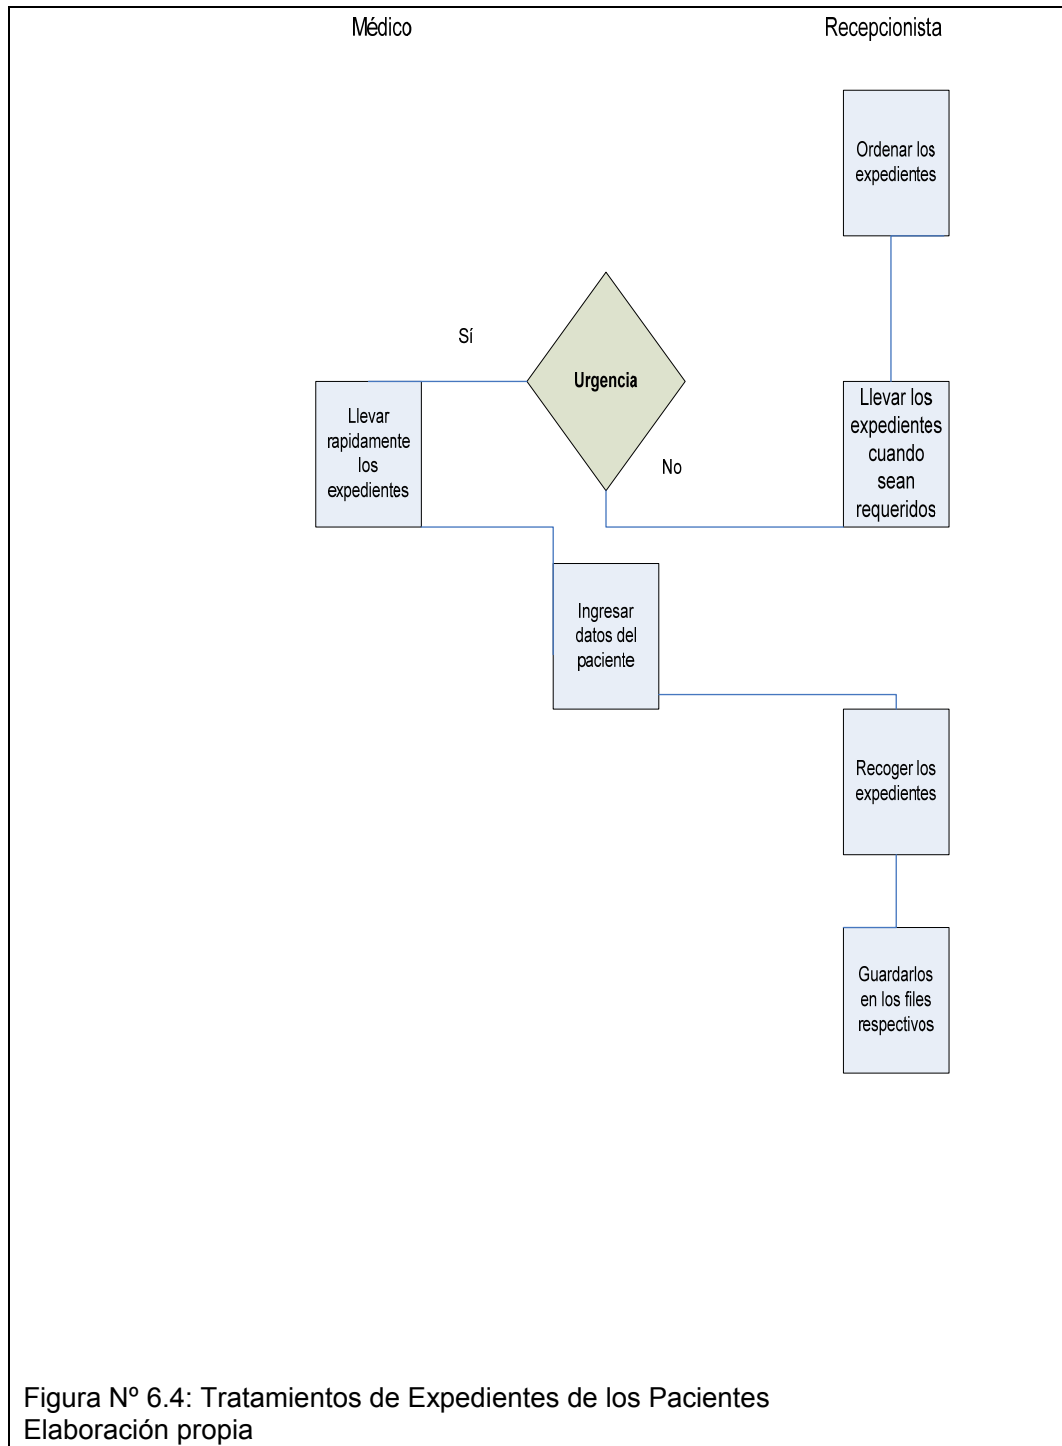 Médico
Recepcionista
Ordenar los
expedientes
Sí
Urgencia
No
Llevar
rapidamente
los
expedientes
Llevar los
expedientes
cuando
sean
requeridos
Ingresar
datos del
paciente
Recoger los
expedientes
Guardarlos
en los files
respectivos
Figura Nº 6.4: Tratamientos de Expedientes de los Pacientes
Elaboración propia